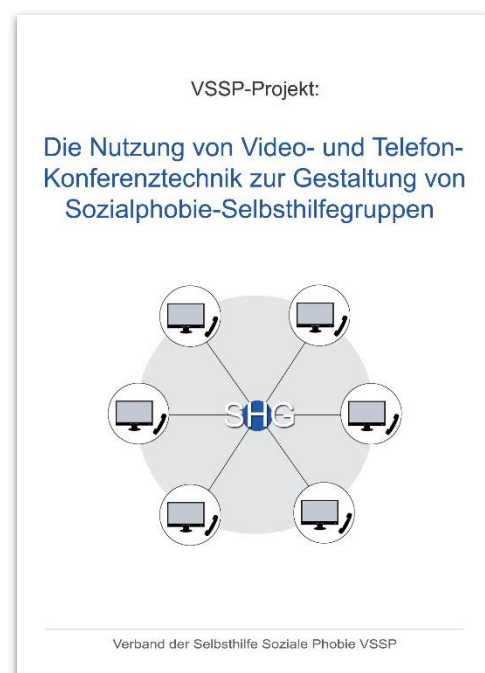 VSSP-Projekt:
Die Nutzung von Video- und Telefon-
Konferenztechnik zur Gestaltung von
Sozialphobie-Selbsthilfegruppen
SHG
Verband der Selbsthilfe Soziale Phobie VSSP